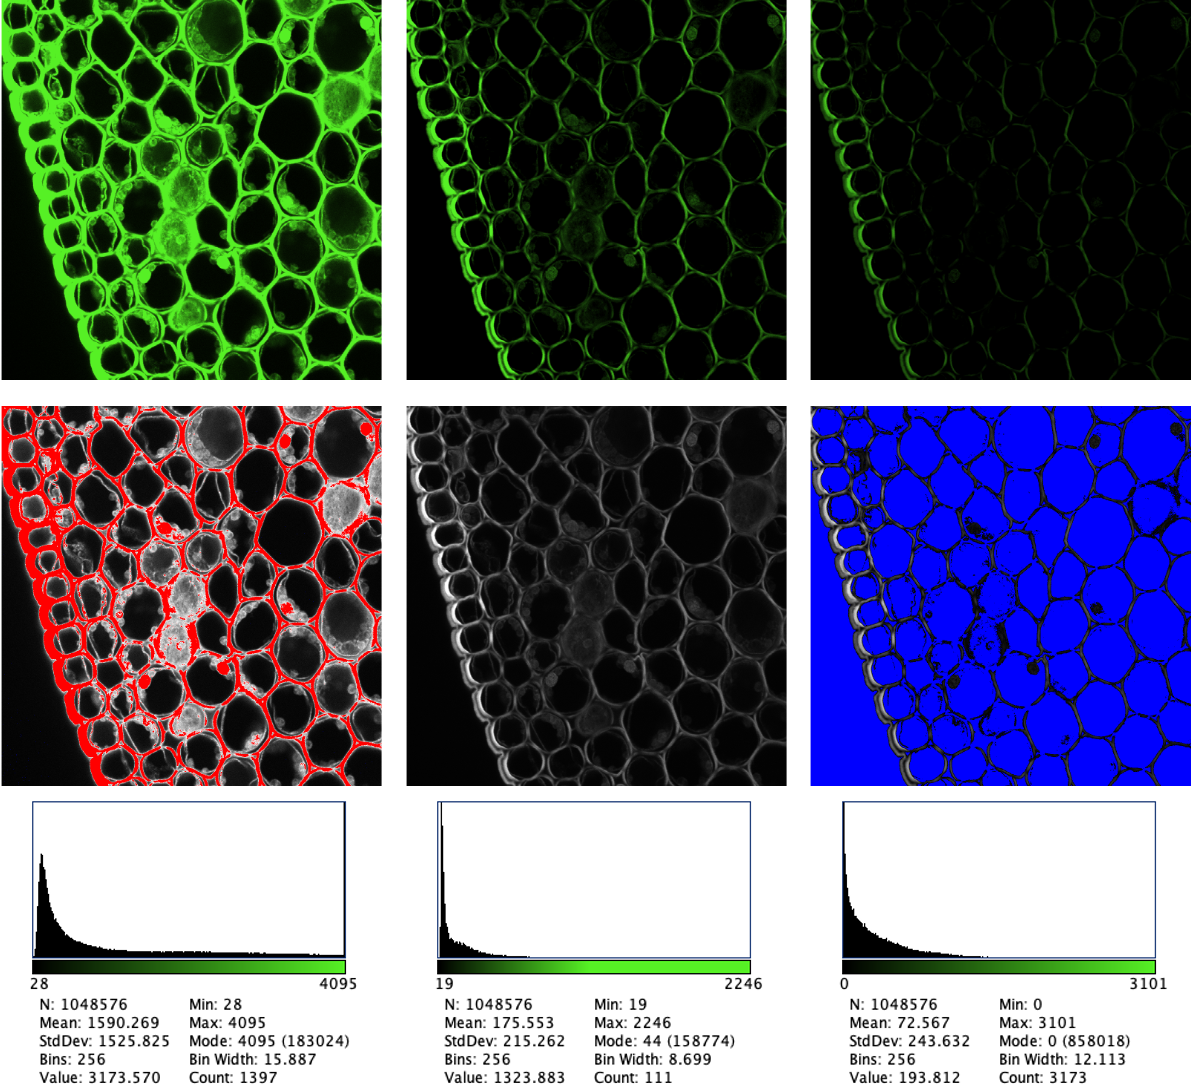 28 4095
19 2246
0 3101
N: 1048576 Min: 28
Mean: 1590.269 Max: 4095
StdDev: 1525.825 Mode: 4095 (183024)
Bins: 256 Bin Width: 15.887
Value: 3173.570 Count: 1397
N: 1048576 Min: 19
Mean: 175.553 Max: 2246
StdDev: 215.262 Mode: 44 (158774)
Bins: 256 Bin Width: 8.699
Value: 1323.883 Count: 111
N: 1048576 Min: 0
Mean: 72.567 Max: 3101
StdDev: 243.632 Mode: 0 (858018)
Bins: 256 Bin Width: 12.113
Value: 193.812 Count: 3173